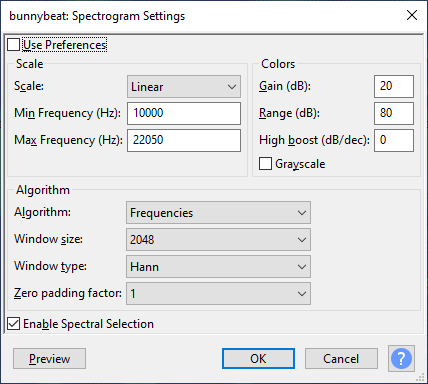 bunnybeat: Spectrogram Settings
Use Preferences
Scale
Scale: Linear
Min Frequency (Hz): 10000
Max Frequency (Hz): 22050
Colors
Gain (dB): 20
Range (dB): 80
High boost (dB/dec): 0
Grayscale
Algorithm
Algorithm: Frequencies
Window size: 2048
Window type: Hann
Zero padding factor: 1
Enable Spectral Selection
Preview OK Cancel ?